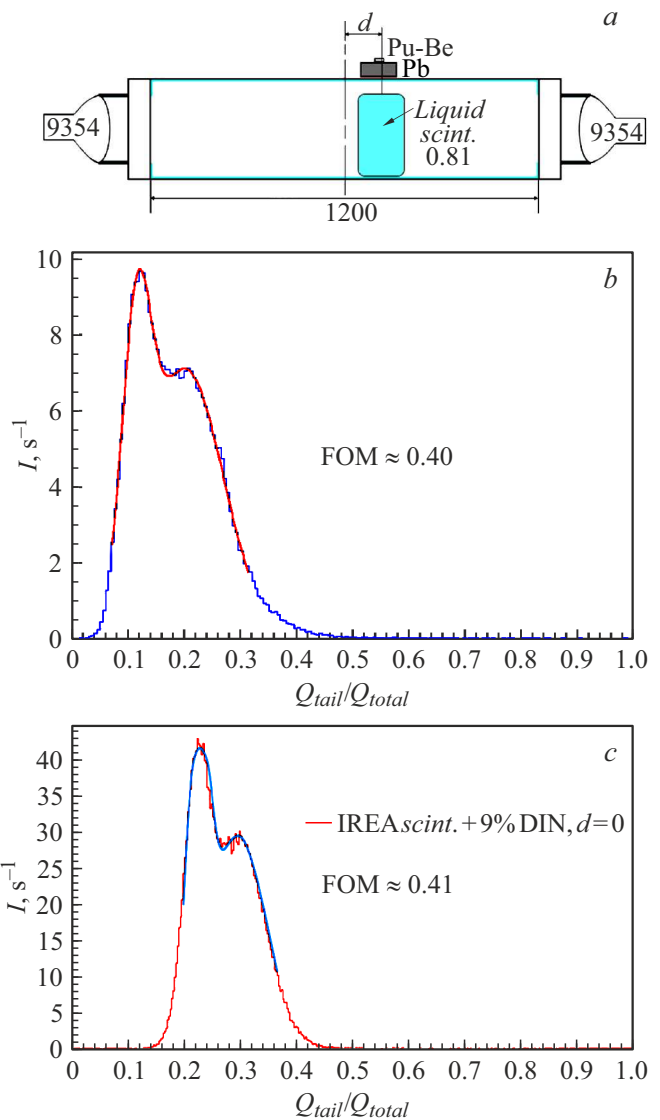 a
d
Pu-Be
Pb
9354
Liquid
scint.
0.81
9354
1200
b
10
8
6
4
2
0
I, s⁻¹
FOM ≈ 0.40
0 0.1 0.2 0.3 0.4 0.5 0.6 0.7 0.8 0.9 1.0
Q_tail/Q_total
c
40
35
30
25
20
15
10
5
0
I, s⁻¹
IREA scint. + 9% DIN, d = 0
FOM ≈ 0.41
0 0.1 0.2 0.3 0.4 0.5 0.6 0.7 0.8 0.9 1.0
Q_tail/Q_total